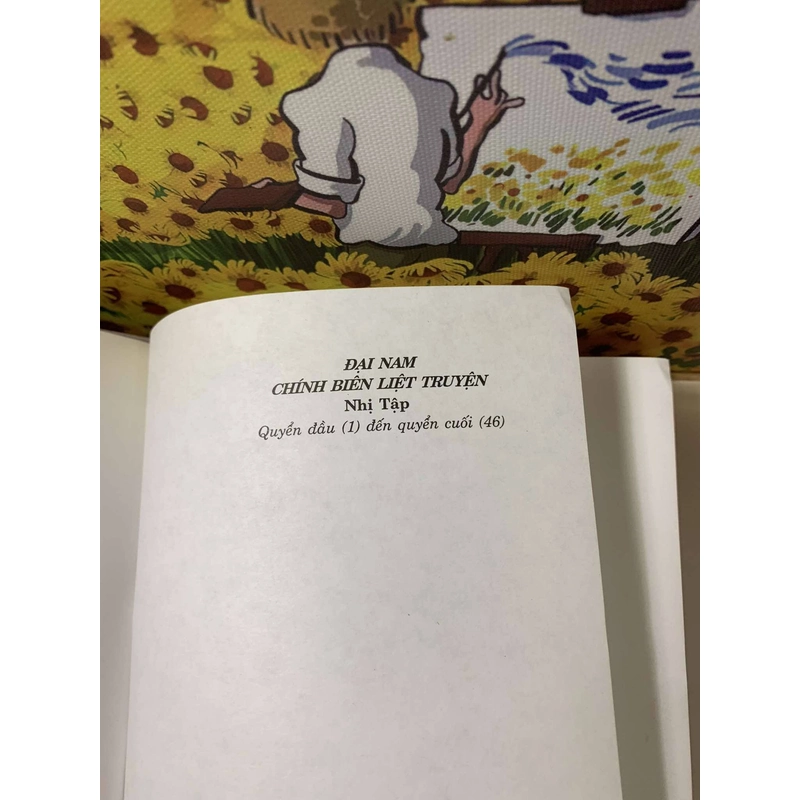 ĐẠI NAM
CHÍNH BIÊN LIỆT TRUYỆN
Nhị Tập
Quyển đầu (1) đến quyển cuối (46)